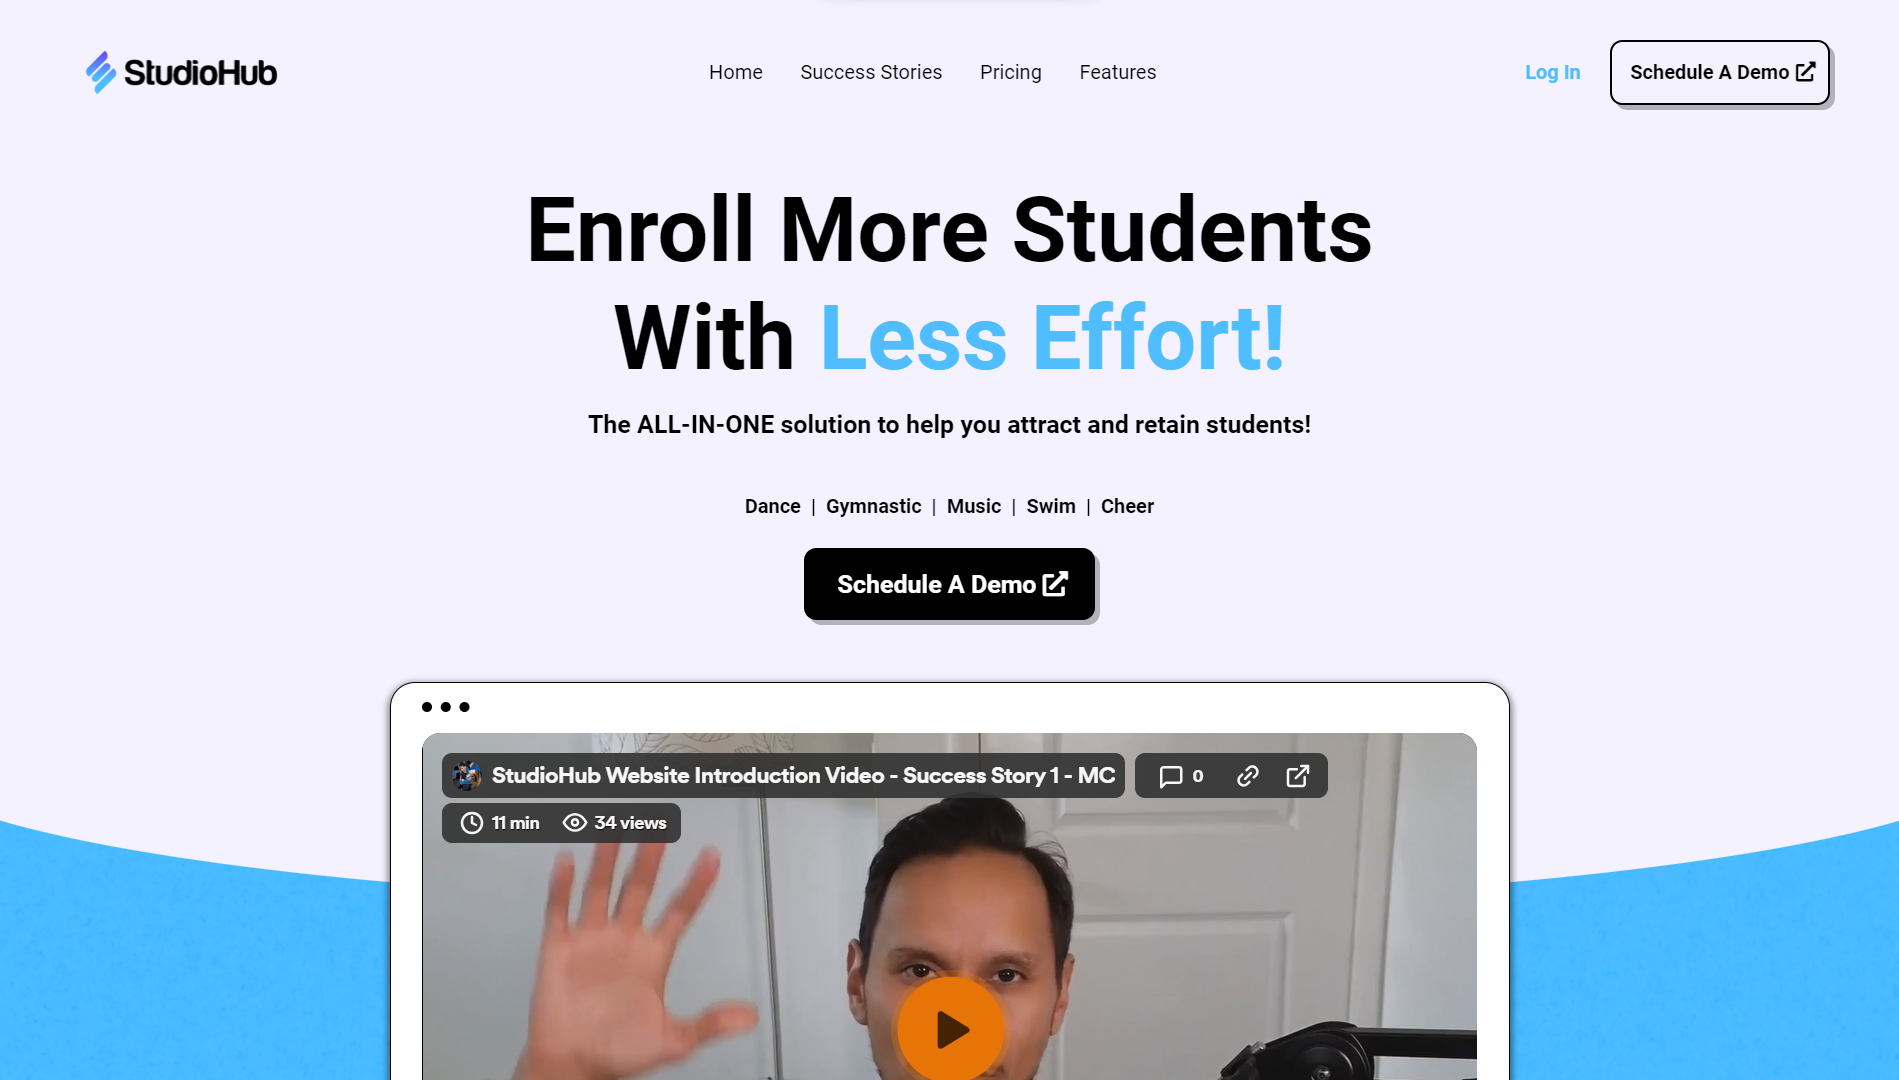 StudioHub
Home Success Stories Pricing Features
Log In
Schedule A Demo
Enroll More Students
With Less Effort!
The ALL-IN-ONE solution to help you attract and retain students!
Dance | Gymnastic | Music | Swim | Cheer
Schedule A Demo
StudioHub Website Introduction Video - Success Story 1 - MC
0
11 min 34 views